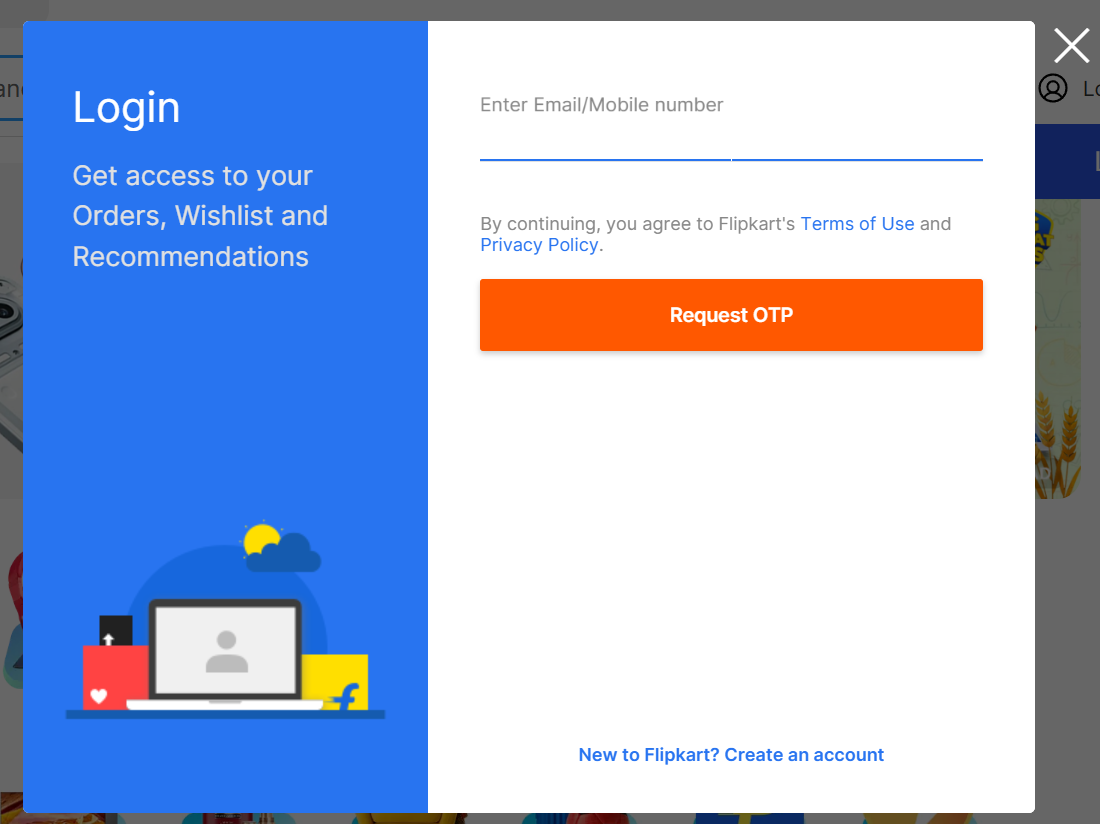 Login
Get access to your
Orders, Wishlist and
Recommendations
Enter Email/Mobile number
By continuing, you agree to Flipkart's Terms of Use and
Privacy Policy.
Request OTP
New to Flipkart? Create an account